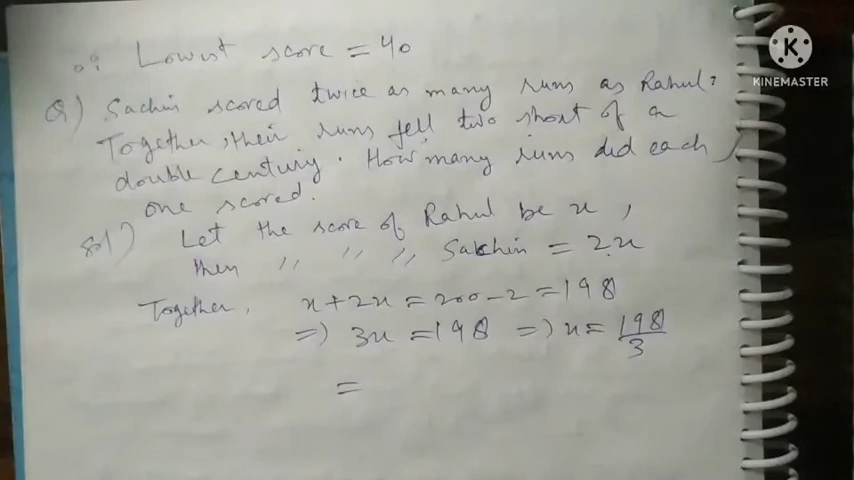 ∴ Lowest score = 40
Q) Sachin scored twice as many runs as Rahul.
Together, their runs fell two short of a
double century. How many runs did each
one scored.
Sol) Let the score of Rahul be x,
then " " " Sachin = 2x
Together, x + 2x = 200 - 2 = 198
=> 3x = 198 => x = 198/3
=
K
KINEMASTER